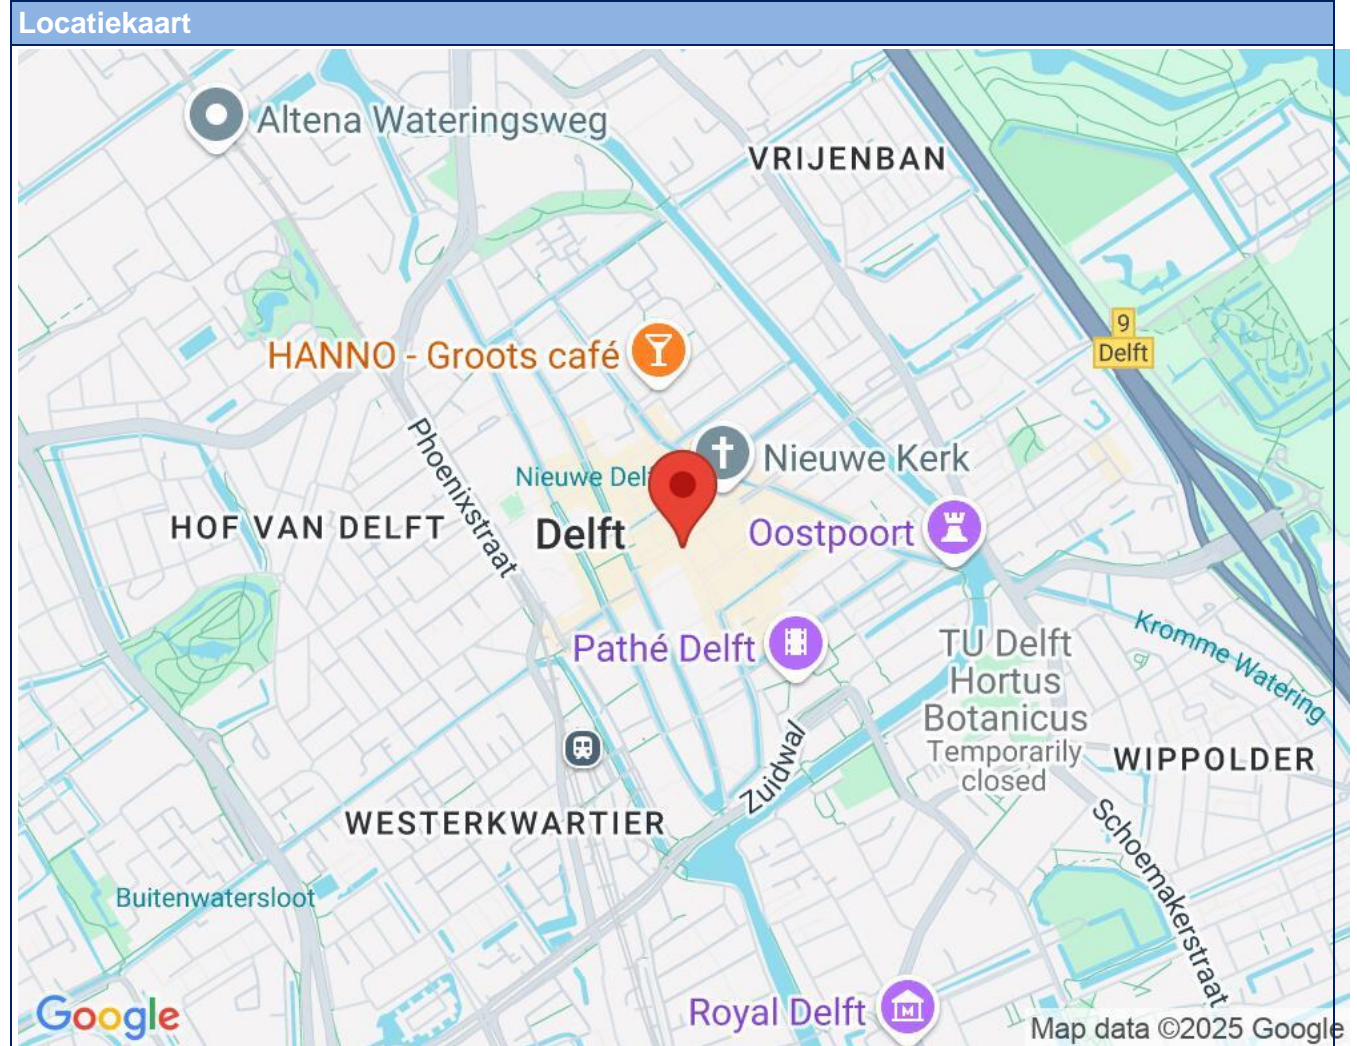 Locatiekaart
Altena Wateringsweg
VRIJENBAN
9
Delft
HANNO - Groots café
Phoenixstraat
Nieuwe Kerk
Nieuwe Del
HOF VAN DELFT
Delft
Oostpoort
Pathé Delft
TU Delft
Hortus
Botanicus
Temporarily
closed
Kromme Watering
Zuidwal
WIPPOLDER
WESTERKWARTIER
Schoemakerstraat
Buitenwatersloot
Google
Royal Delft
Map data ©2025 Google